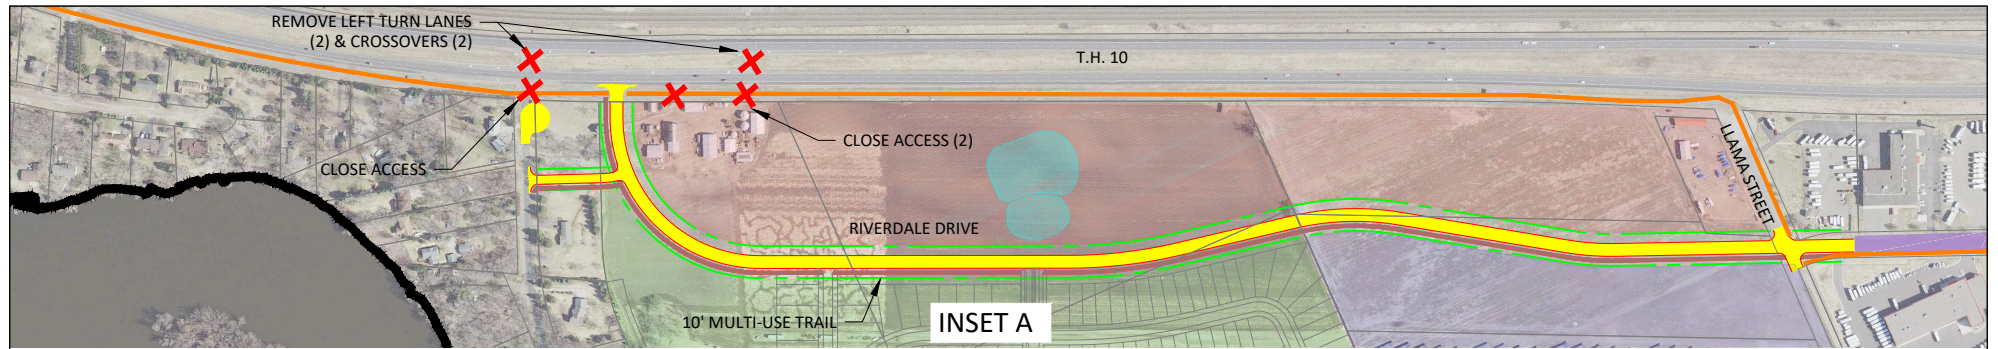 REMOVE LEFT TURN LANES
(2) & CROSSOVERS (2)
T.H. 10
CLOSE ACCESS (2)
CLOSE ACCESS
LLAMA STREET
RIVERDALE DRIVE
10' MULTI-USE TRAIL
INSET A